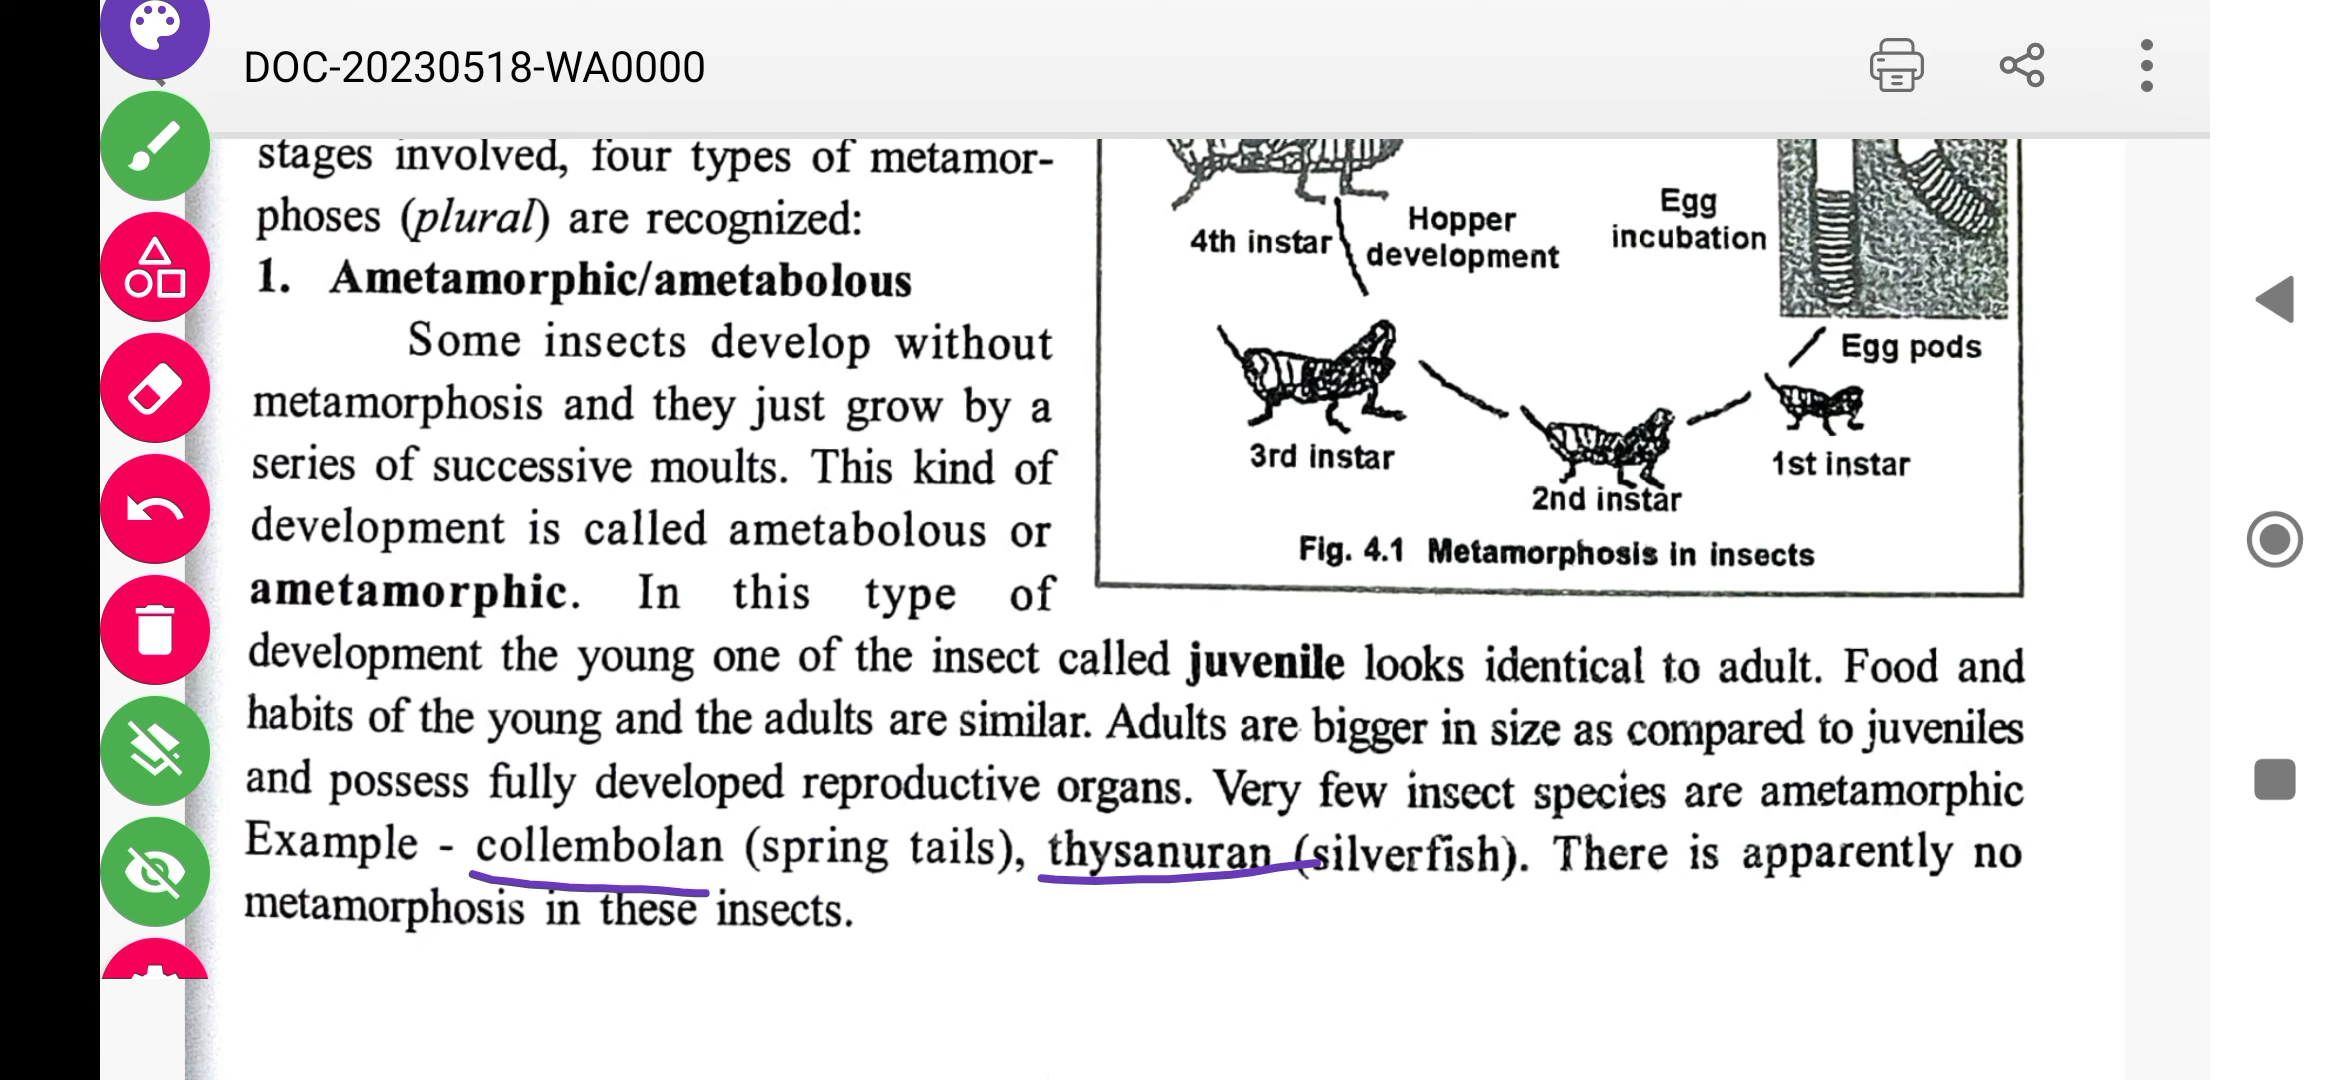 DOC-20230518-WA0000
stages involved, four types of metamor-
phoses (plural) are recognized:
1. Ametamorphic/ametabolous
Some insects develop without
metamorphosis and they just grow by a
series of successive moults. This kind of
development is called ametabolous or
ametamorphic. In this type of
development the young one of the insect called juvenile looks identical to adult. Food and
habits of the young and the adults are similar. Adults are bigger in size as compared to juveniles
and possess fully developed reproductive organs. Very few insect species are ametamorphic
Example - collembolan (spring tails), thysanuran (silverfish). There is apparently no
metamorphosis in these insects.
4th instar
Hopper
development
Egg
incubation
Egg pods
3rd instar
2nd instar
1st instar
Fig. 4.1 Metamorphosis in insects